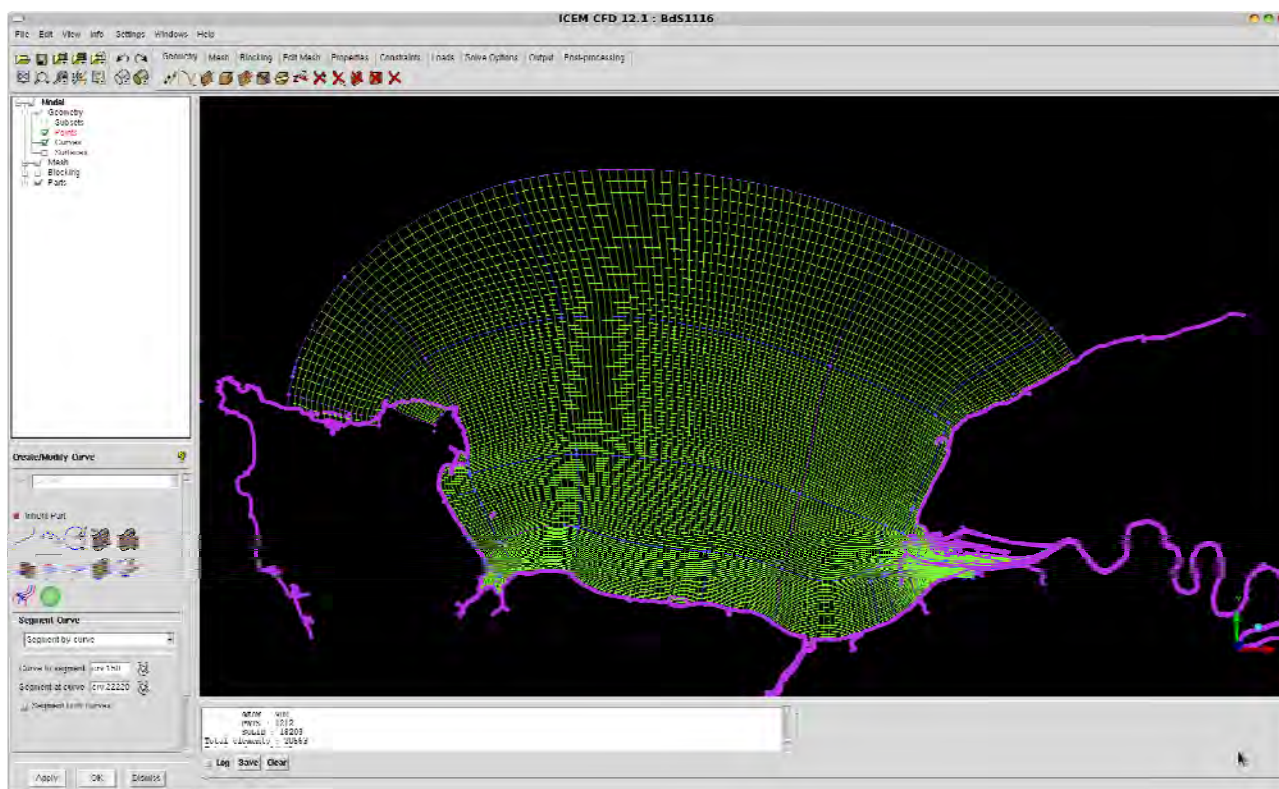 ICEM CFD 12.1 : BdS1116
File Edit View Info Settings Windows Help
Geometry Mesh Blocking Edit Mesh Properties Constraints Loads Solve Options Output Post-processing
Model
Geometry
Subsets
Points
Curves
Surfaces
Mesh
Blocking
Parts
Create/Modify Curve
Inherit Part
Segment Curve
Segment by curve
Curve to segment
Segment at curve crv.22220
Segment both curves
Total elements :
Log Save Clear
Apply OK Dismiss